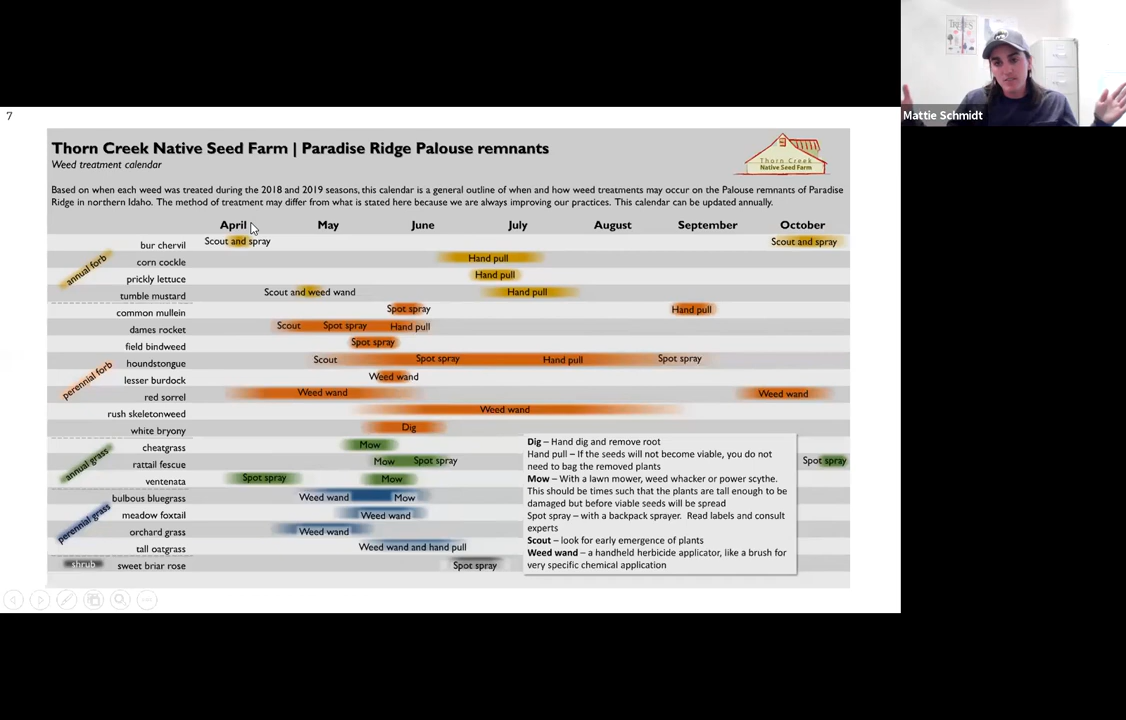 7
Mattie Schmidt
Thorn Creek Native Seed Farm | Paradise Ridge Palouse remnants
Weed treatment calendar
Thorn Creek
Native Seed Farm
Based on when each weed was treated during the 2018 and 2019 seasons, this calendar is a general outline of when and how weed treatments may occur on the Palouse remnants of Paradise
Ridge in northern Idaho. The method of treatment may differ from what is stated here because we are always improving our practices. This calendar can be updated annually.
April May June July August September October
annual forb
bur chervil Scout and spray Scout and spray
corn cockle Hand pull
prickly lettuce Hand pull
tumble mustard Scout and weed wand Hand pull
perennial forb
common mullein Spot spray Hand pull
dames rocket Scout Spot spray Hand pull
field bindweed Spot spray
houndstongue Scout Spot spray Hand pull Spot spray
lesser burdock Weed wand
red sorrel Weed wand Weed wand
rush skeletonweed Weed wand
white bryony Dig
annual grass
cheatgrass Mow
rattail fescue Mow Spot spray Spot spray
ventenata Spot spray Mow
perennial grass
bulbous bluegrass Weed wand Mow
meadow foxtail Weed wand
orchard grass Weed wand
tall oatgrass Weed wand and hand pull
shrub sweet briar rose Spot spray
Dig – Hand dig and remove root
Hand pull – If the seeds will not become viable, you do not
need to bag the removed plants
Mow – With a lawn mower, weed whacker or power scythe.
This should be times such that the plants are tall enough to be
damaged but before viable seeds will be spread
Spot spray – with a backpack sprayer. Read labels and consult
experts
Scout – look for early emergence of plants
Weed wand – a handheld herbicide applicator, like a brush for
very specific chemical application